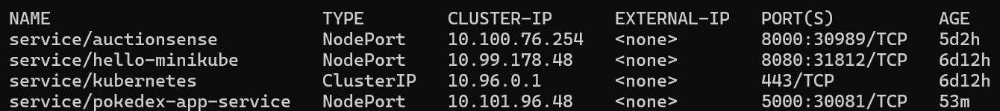 NAME TYPE CLUSTER-IP EXTERNAL-IP PORT(S) AGE
service/auctionsense NodePort 10.100.76.254 <none> 8000:30989/TCP 5d2h
service/hello-minikube NodePort 10.99.178.48 <none> 8080:31812/TCP 6d12h
service/kubernetes ClusterIP 10.96.0.1 <none> 443/TCP 6d12h
service/pokedex-app-service NodePort 10.101.96.48 <none> 5000:30081/TCP 53m